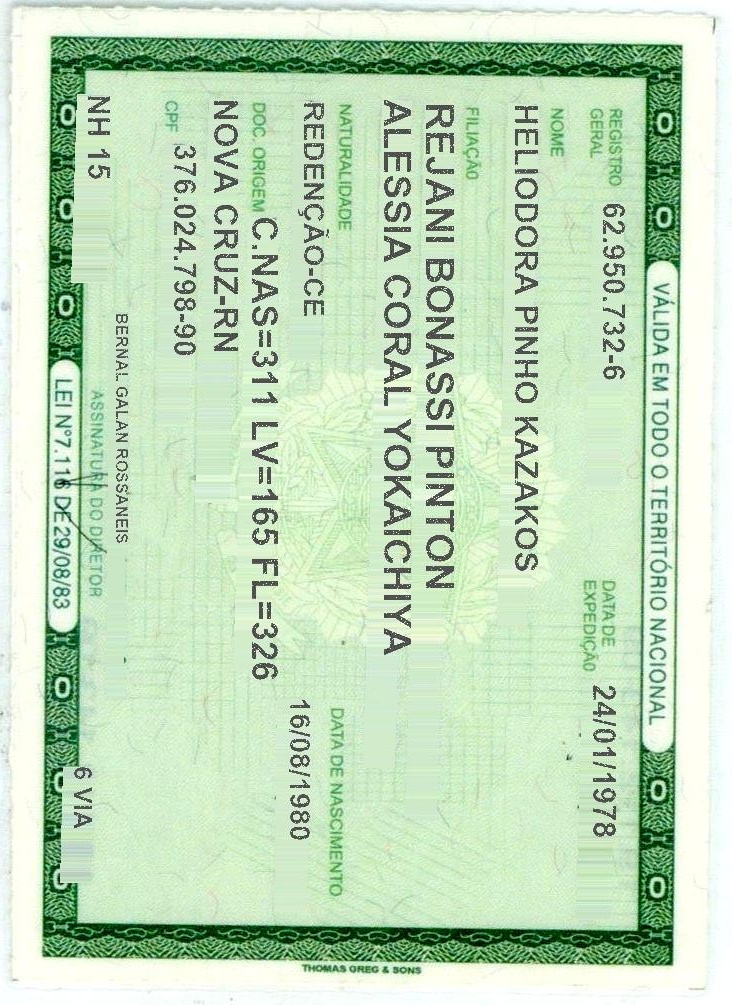 VÁLIDA EM TODO O TERRITÓRIO NACIONAL
REGISTRO GERAL 62.950.732-6 DATA DE EXPEDIÇÃO 24/01/1978
NOME
HELIODORA PINHO KAZAKOS
FILIAÇÃO
REJANI BONASSI PINTON
ALESSIA CORAL YOKAICHIYA
NATURALIDADE DATA DE NASCIMENTO
REDENÇÃO-CE 16/08/1980
DOC. ORIGEM C.NAS=311 LV=165 FL=326
NOVA CRUZ-RN
CPF 376.024.798-90
BERNAL GALAN ROSSANEIS
NH 15 ASSINATURA DO DIRETOR 6 VIA
LEI Nº7.116 DE 29/08/83
THOMAS GREG & SONS